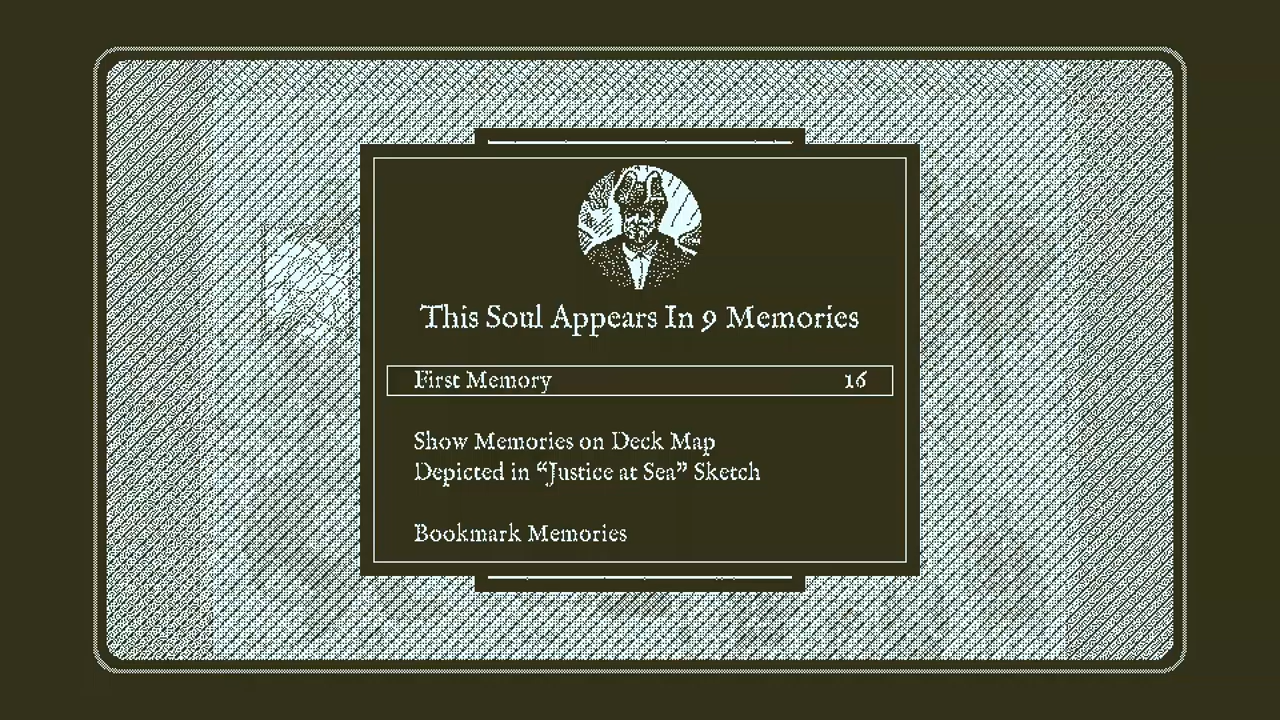 This Soul Appears In 9 Memories
First Memory 16
Show Memories on Deck Map
Depicted in “Justice at Sea” Sketch
Bookmark Memories